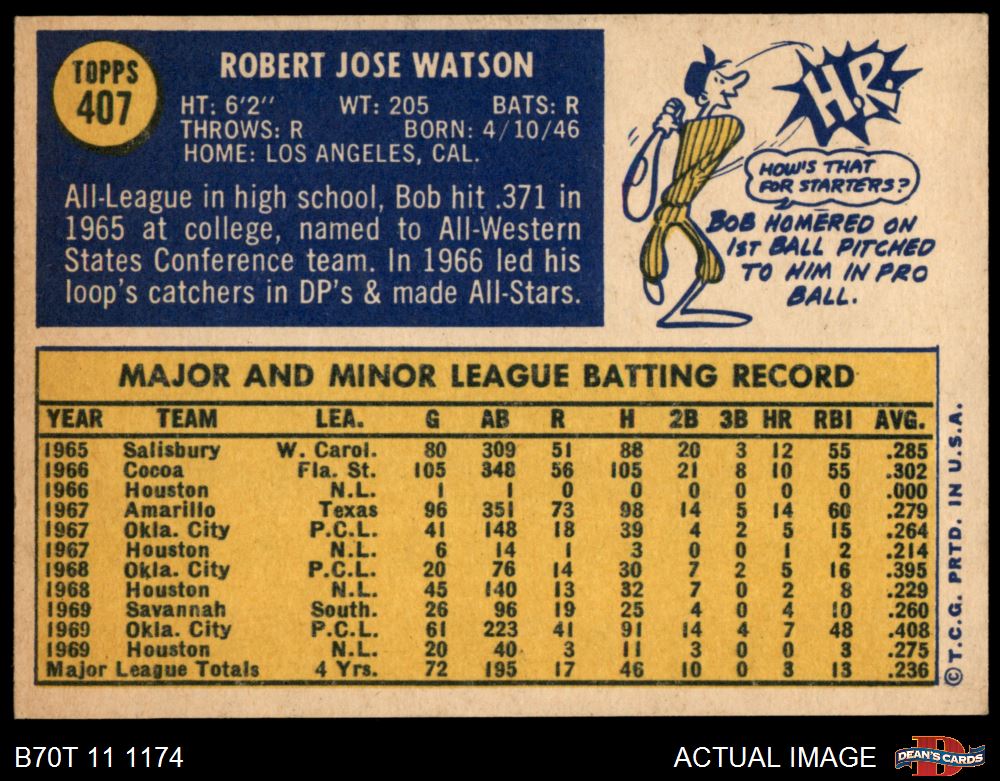 TOPPS
407
ROBERT JOSE WATSON
HT: 6'2" WT: 205 BATS: R
THROWS: R BORN: 4/10/46
HOME: LOS ANGELES, CAL.
All-League in high school, Bob hit .371 in
1965 at college, named to All-Western
States Conference team. In 1966 led his
loop's catchers in DP's & made All-Stars.
H.R.
HOW'S THAT
FOR STARTERS?
BOB HOMERED ON
1ST BALL PITCHED
TO HIM IN PRO
BALL.
MAJOR AND MINOR LEAGUE BATTING RECORD
YEAR TEAM LEA. G AB R H 2B 3B HR RBI AVG.
1965 Salisbury W. Carol. 80 309 51 88 20 3 12 55 .285
1966 Cocoa Fla. St. 105 348 56 105 21 8 10 55 .302
1966 Houston N.L. 1 1 0 0 0 0 0 0 .000
1967 Amarillo Texas 96 351 73 98 14 5 14 60 .279
1967 Okla. City P.C.L. 41 148 18 39 4 2 5 15 .264
1967 Houston N.L. 6 14 1 3 0 0 1 2 .214
1968 Okla. City P.C.L. 20 76 14 30 7 2 5 16 .395
1968 Houston N.L. 45 140 13 32 7 0 2 8 .229
1969 Savannah South. 26 96 19 25 4 0 4 10 .260
1969 Okla. City P.C.L. 61 223 41 91 14 4 7 48 .408
1969 Houston N.L. 20 40 3 11 3 0 0 3 .275
Major League Totals 4 Yrs. 72 195 17 46 10 0 3 13 .236
© T.C.G. PRTD. IN U.S.A.
B70T 11 1174
ACTUAL IMAGE
D
DEAN'S CARDS